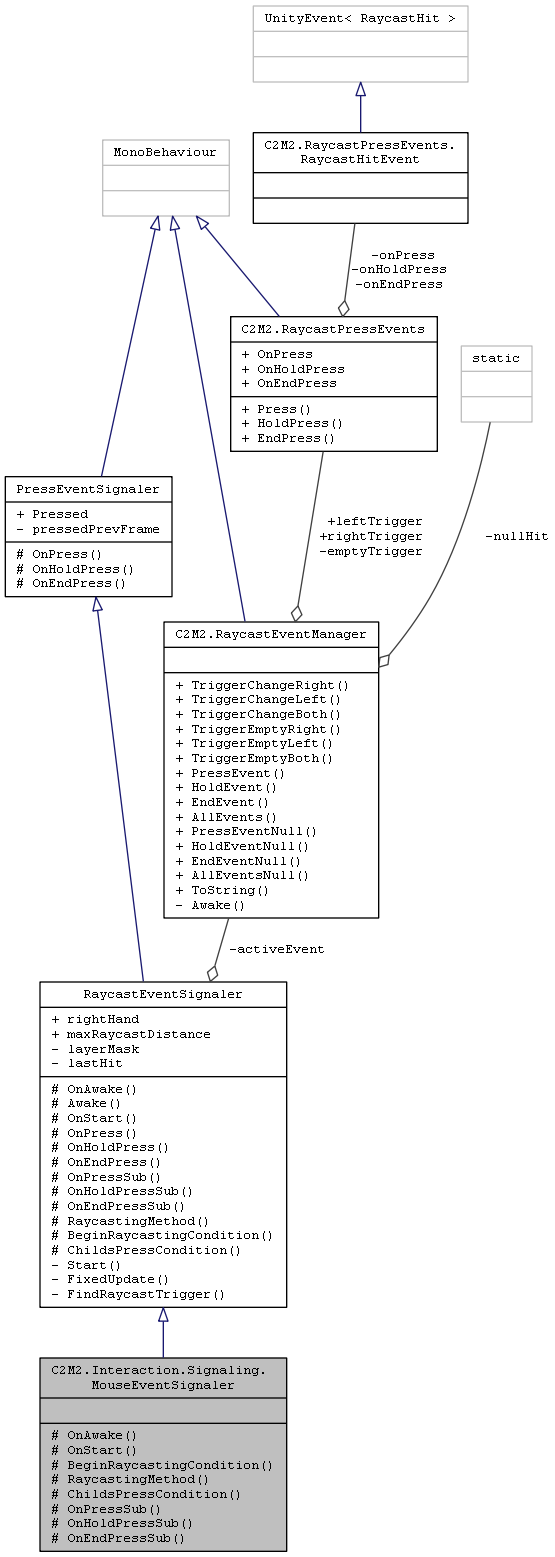 UnityEvent< RaycastHit >
C2M2.RaycastPressEvents.
RaycastHitEvent
MonoBehaviour
-onPress
-onHoldPress
-onEndPress
C2M2.RaycastPressEvents
+ OnPress
+ OnHoldPress
+ OnEndPress
+ Press()
+ HoldPress()
+ EndPress()
static
PressEventSignaler
+ Pressed
- pressedPrevFrame
# OnPress()
# OnHoldPress()
# OnEndPress()
+leftTrigger
+rightTrigger
-emptyTrigger
-nullHit
C2M2.RaycastEventManager
+ TriggerChangeRight()
+ TriggerChangeLeft()
+ TriggerChangeBoth()
+ TriggerEmptyRight()
+ TriggerEmptyLeft()
+ TriggerEmptyBoth()
+ PressEvent()
+ HoldEvent()
+ EndEvent()
+ AllEvents()
+ PressEventNull()
+ HoldEventNull()
+ EndEventNull()
+ AllEventsNull()
+ ToString()
- Awake()
-activeEvent
RaycastEventSignaler
+ rightHand
+ maxRaycastDistance
- layerMask
- lastHit
# OnAwake()
# Awake()
# OnStart()
# OnPress()
# OnHoldPress()
# OnEndPress()
# OnPressSub()
# OnHoldPressSub()
# OnEndPressSub()
# RaycastingMethod()
# BeginRaycastingCondition()
# ChildsPressCondition()
- Start()
- FixedUpdate()
- FindRaycastTrigger()
C2M2.Interaction.Signaling.
MouseEventSignaler
# OnAwake()
# OnStart()
# BeginRaycastingCondition()
# RaycastingMethod()
# ChildsPressCondition()
# OnPressSub()
# OnHoldPressSub()
# OnEndPressSub()